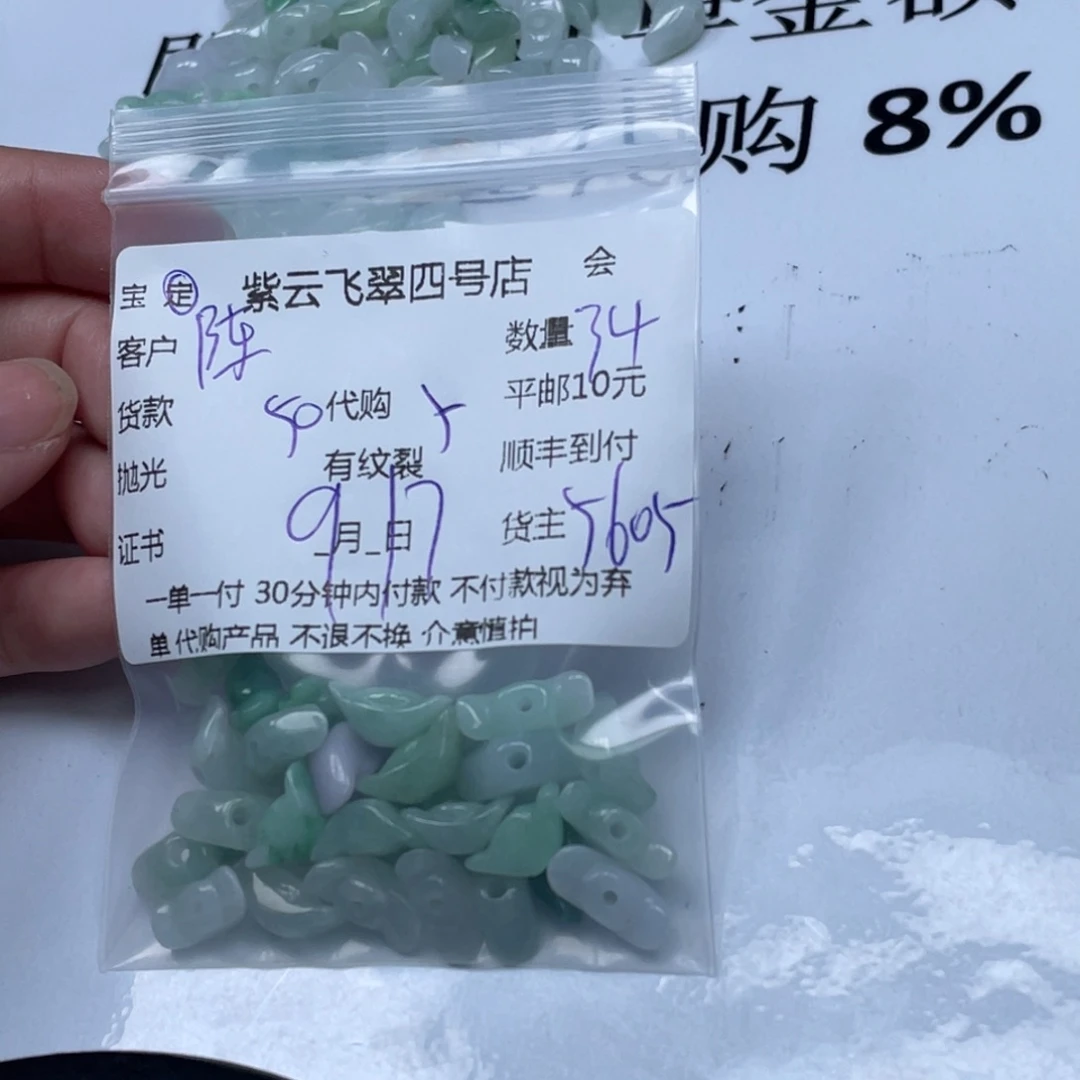 购 8%
宝 定 紫云飞翠四号店 会
客户 陈 数量 34
货款 50 代购 5 平邮10元
抛光 有纹裂 顺丰到付
证书 9月17日 货主 5605
一单一付 30分钟内付款 不付款视为弃
单 代购产品 不退不换 介意慎拍